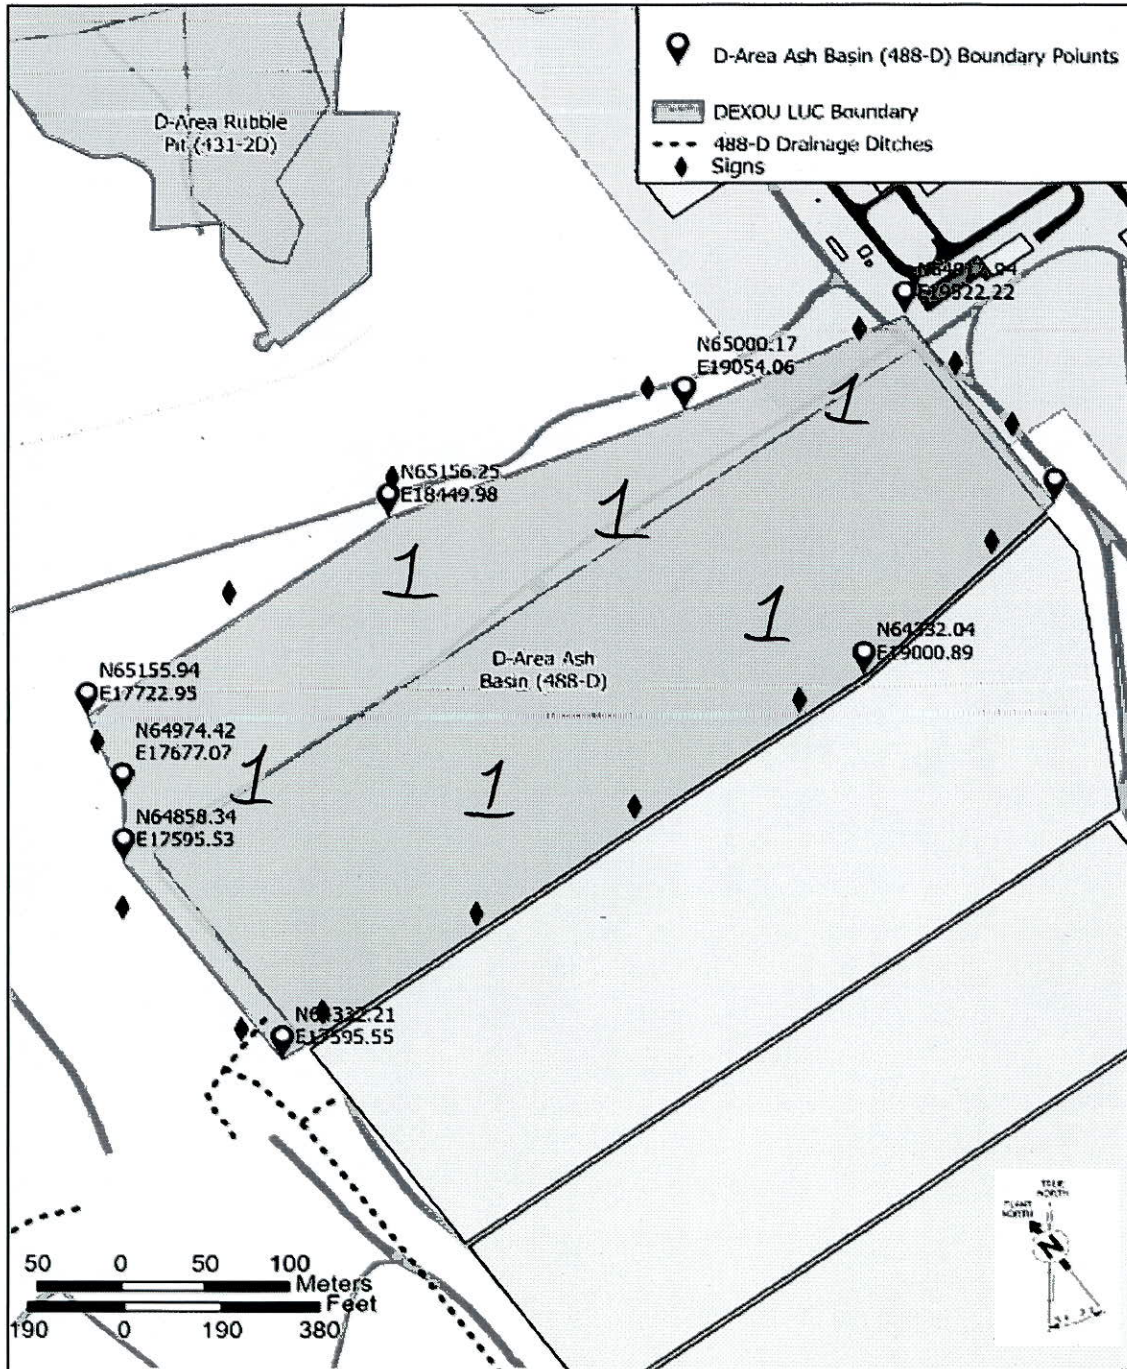 D-Area Ash Basin (488-D) Boundary Poiunts
DEXOU LUC Boundary
488-D Drainage Ditches
Signs
D-Area Rubble
Pit (431-2D)
E19522.22
N65000.17
E19054.06
1
N65156.25
E18449.98
1
1
1
N64332.04
E19000.89
D-Area Ash
Basin (488-D)
N65155.94
E17722.95
N64974.42
E17677.07
1
1
N64858.34
E17595.53
N64332.21
E17595.55
TRUE
NORTH
PLANT
NORTH
N
50 0 50 100
Meters
Feet
190 0 190 380